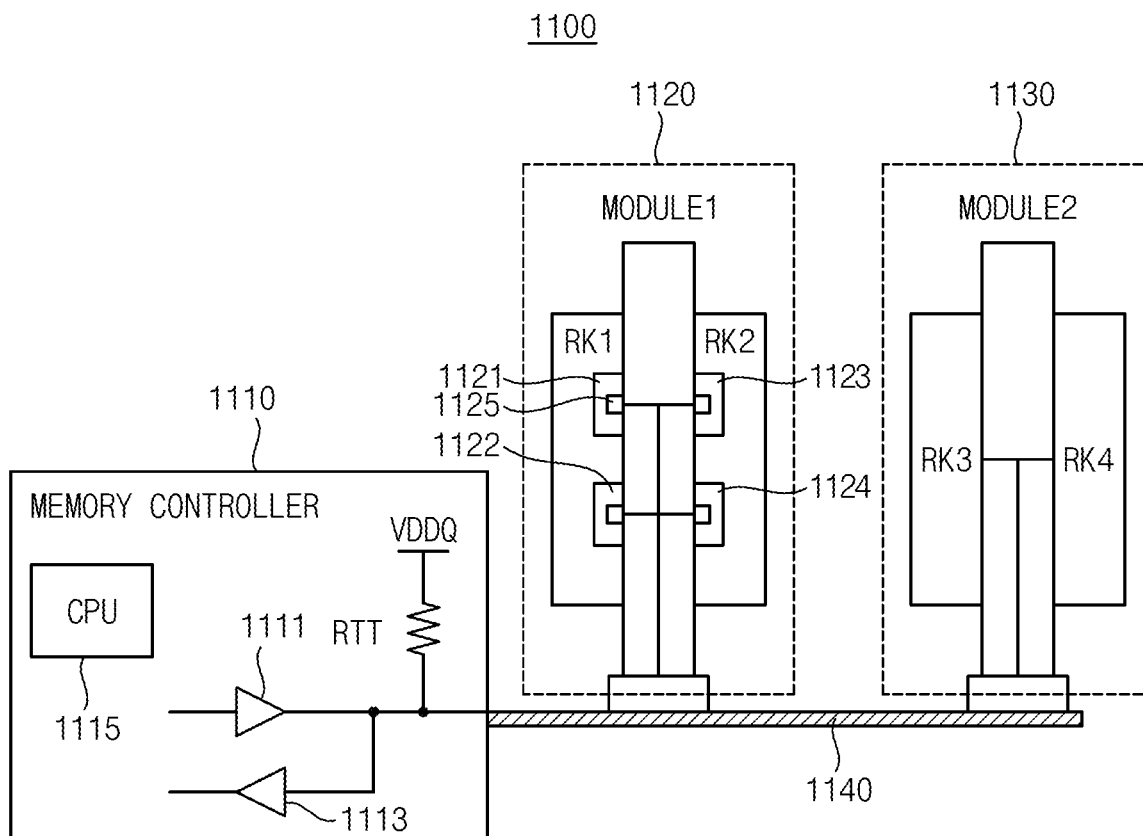 1100
1120
1130
MODULE1
MODULE2
RK1
RK2
1121
1123
1125
1110
1122
1124
RK3
RK4
MEMORY CONTROLLER
VDDQ
CPU
1111
RTT
1115
1113
1140